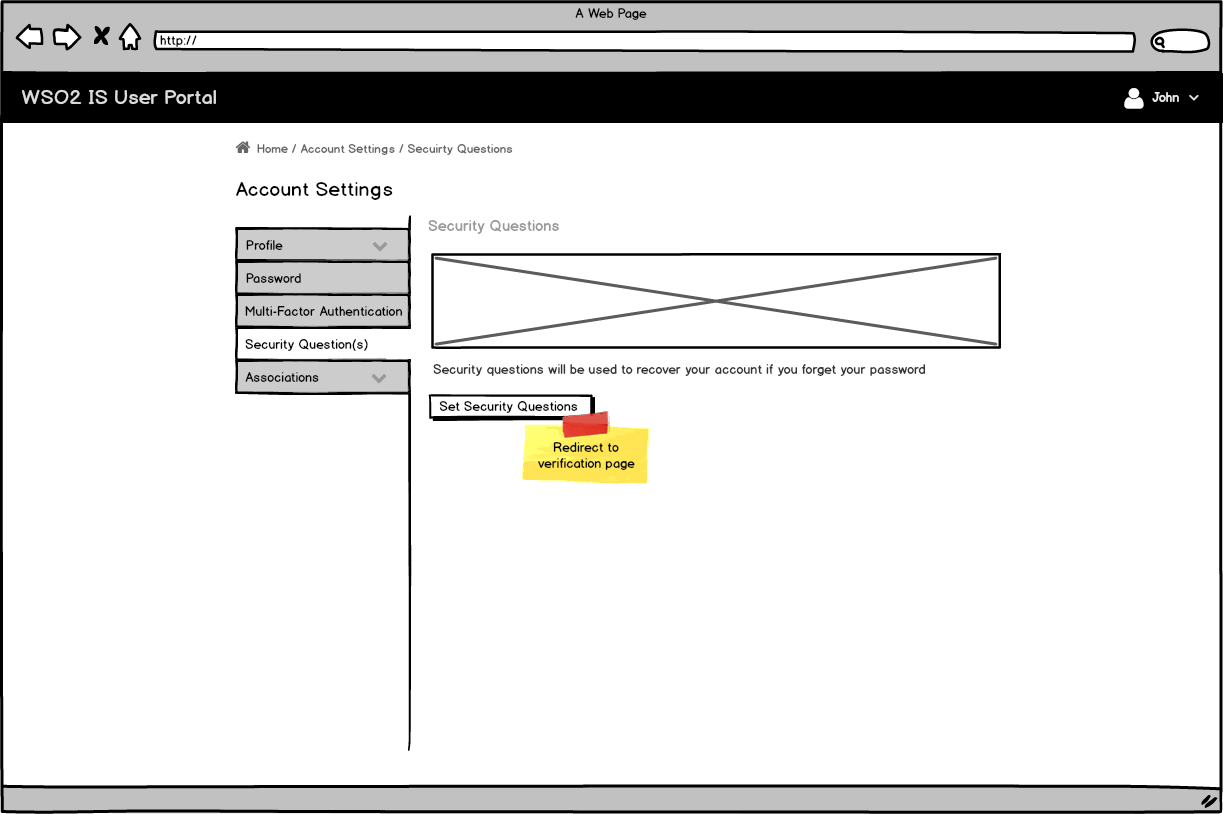 A Web Page
http://
WSO2 IS User Portal
John
Home / Account Settings / Secuirty Questions
Account Settings
Security Questions
Profile
Password
Multi-Factor Authentication
Security Question(s)
Associations
Security questions will be used to recover your account if you forget your password
Set Security Questions
Redirect to
verification page